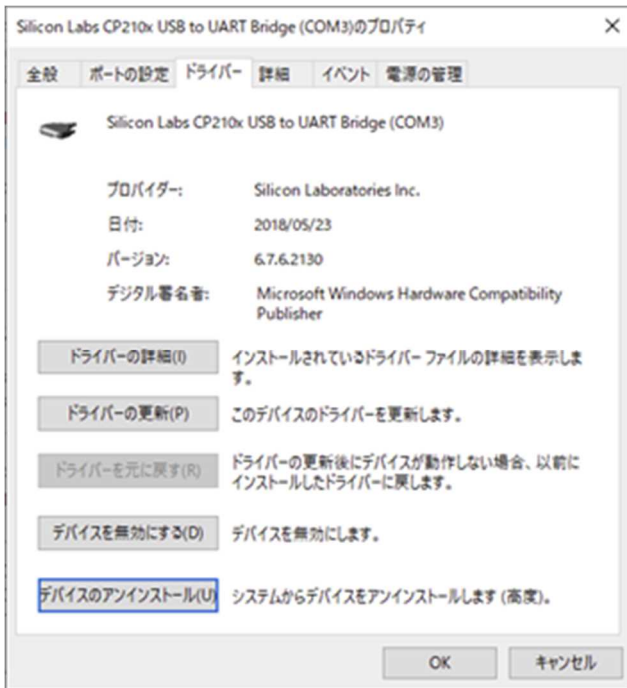 Silicon Labs CP210x USB to UART Bridge (COM3)のプロパティ
全般 ポートの設定 ドライバー 詳細 イベント 電源の管理
Silicon Labs CP210x USB to UART Bridge (COM3)
プロバイダー: Silicon Laboratories Inc.
日付: 2018/05/23
バージョン: 6.7.6.2130
デジタル署名者: Microsoft Windows Hardware Compatibility
Publisher
ドライバーの詳細(I) インストールされているドライバー ファイルの詳細を表示しま
す。
ドライバーの更新(P) このデバイスのドライバーを更新します。
ドライバーを元に戻す(R) ドライバーの更新後にデバイスが動作しない場合、以前に
インストールしたドライバーに戻します。
デバイスを無効にする(D) デバイスを無効にします。
デバイスのアンインストール(U) システムからデバイスをアンインストールします (高度)。
OK キャンセル